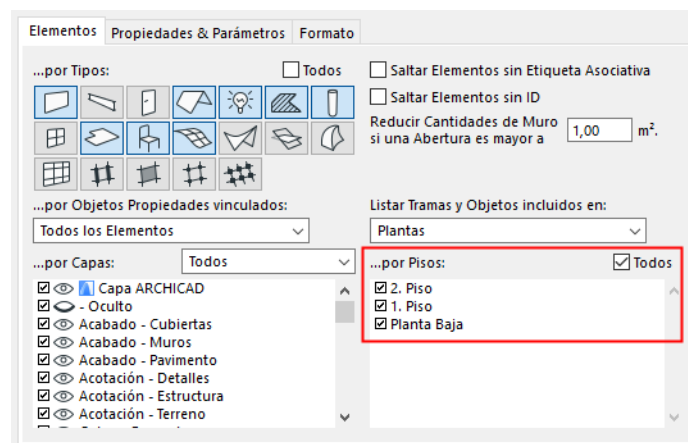 Elementos Propiedades & Parámetros Formato
...por Tipos: Todos
Saltar Elementos sin Etiqueta Asociativa
Saltar Elementos sin ID
Reducir Cantidades de Muro
si una Abertura es mayor a 1,00 m².
...por Objetos Propiedades vinculados:
Todos los Elementos
Listar Tramas y Objetos incluidos en:
Plantas
...por Capas: Todos
Capa ARCHICAD
- Oculto
Acabado - Cubiertas
Acabado - Muros
Acabado - Pavimento
Acotación - Detalles
Acotación - Estructura
Acotación - Terreno
...por Pisos: Todos
2. Piso
1. Piso
Planta Baja